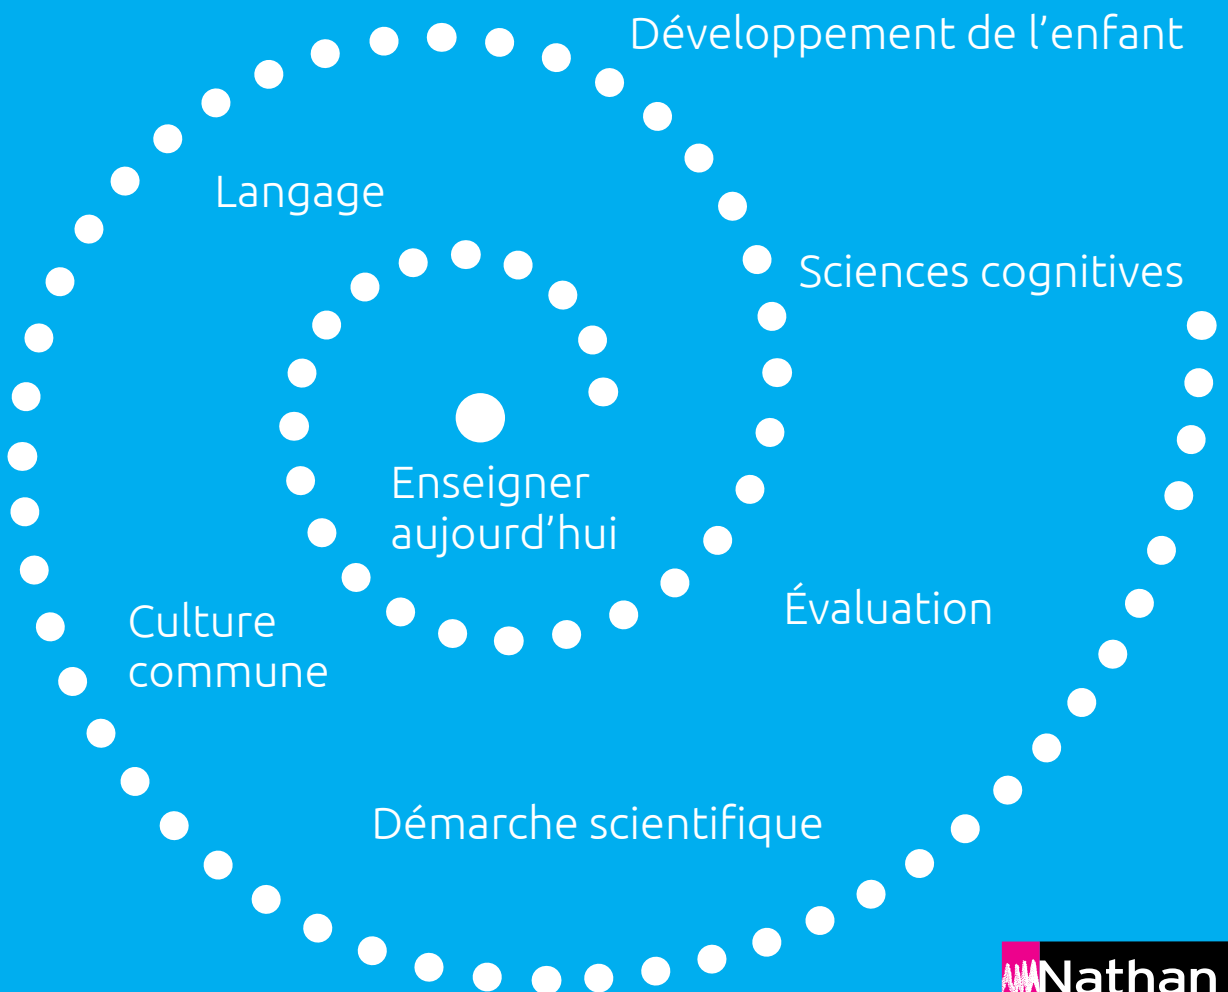 Développement de l’enfant
Langage
Sciences cognitives
Enseigner
aujourd’hui
Évaluation
Culture
commune
Démarche scientifique
Nathan